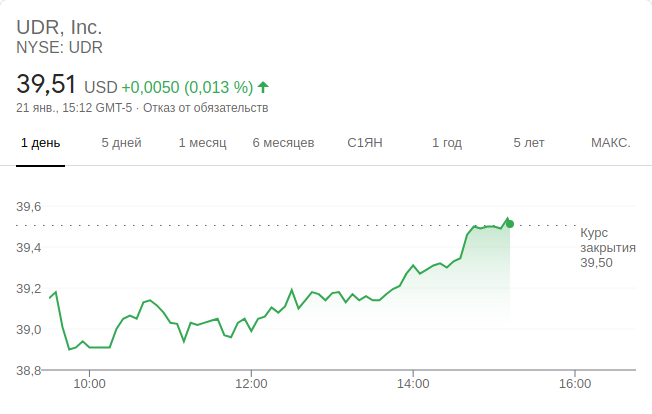 UDR, Inc.
NYSE: UDR
39,51 USD +0,0050 (0,013 %)
21 янв., 15:12 GMT-5 · Отказ от обязательств
1 день 5 дней 1 месяц 6 месяцев С1ЯН 1 год 5 лет МАКС.
39,6
39,4
39,2
39,0
38,8
Курс
закрытия
39,50
10:00 12:00 14:00 16:00